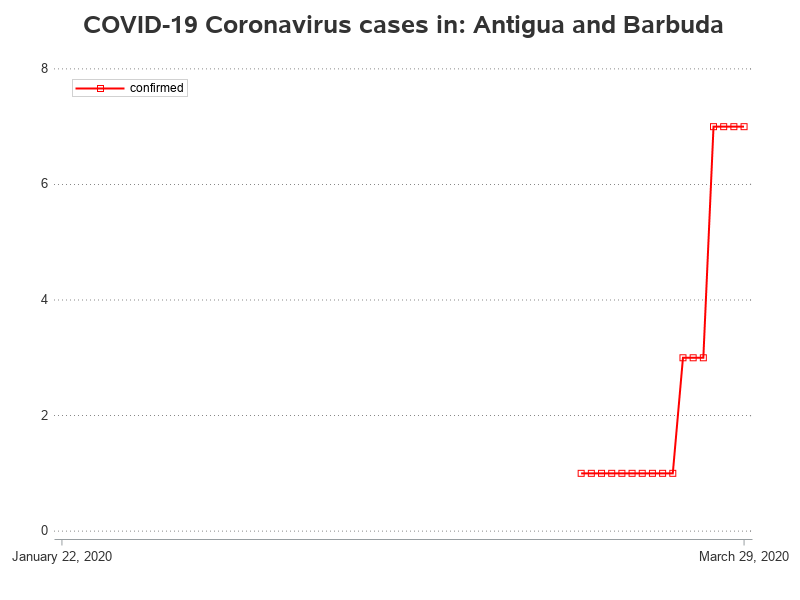 COVID-19 Coronavirus cases in: Antigua and Barbuda
8
confirmed
6
4
2
0
January 22, 2020
March 29, 2020